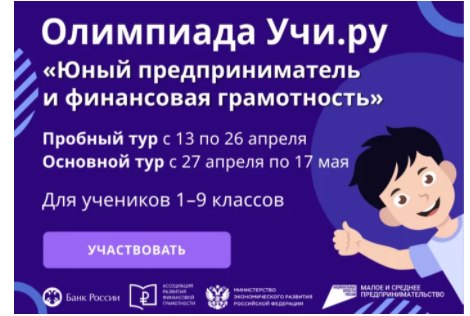 Олимпиада Учи.ру
«Юный предприниматель
и финансовая грамотность»
Пробный тур с 13 по 26 апреля
Основной тур с 27 апреля по 17 мая
Для учеников 1–9 классов
УЧАСТВОВАТЬ
Банк России
АССОЦИАЦИЯ
РАЗВИТИЯ
ФИНАНСОВОЙ
ГРАМОТНОСТИ
МИНИСТЕРСТВО
ЭКОНОМИЧЕСКОГО РАЗВИТИЯ
РОССИЙСКОЙ ФЕДЕРАЦИИ
МАЛОЕ И СРЕДНЕЕ
ПРЕДПРИНИМАТЕЛЬСТВО